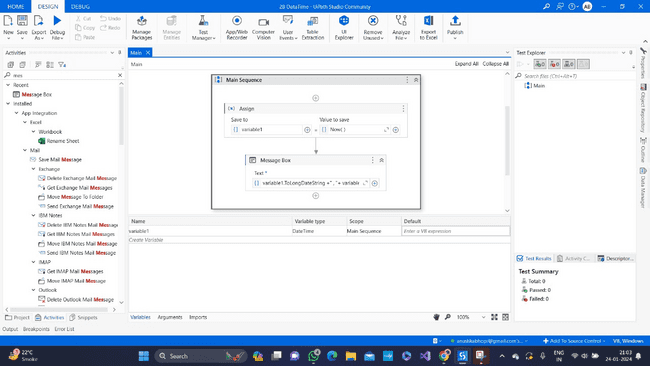 HOME DESIGN DEBUG
28 DataTime - UiPath Studio Community
New Save Export As Debug File
Cut Copy Paste
Undo Redo
Manage Packages Manage Entities Test Manager App/Web Recorder Computer Vision User Events Table Extraction UI Explorer Remove Unused Analyze File Export to Excel Publish
Activities
mes
Recent
Message Box
Installed
App Integration
Excel
Workbook
Rename Sheet
Mail
Save Mail Message
Exchange
Delete Exchange Mail Message
Get Exchange Mail Messages
Move Message To Folder
Send Exchange Mail Message
IBM Notes
Delete IBM Notes Mail Message
Get IBM Notes Mail Messages
Move IBM Notes Mail Message
Send IBM Notes Mail Message
IMAP
Get IMAP Mail Messages
Move IMAP Mail Message
Outlook
Delete Outlook Mail Message
Project Activities Snippets
Output Breakpoints Error List
Main
Main
Expand All Collapse All
Main Sequence
Assign
Save to Value to save
variable1 = Now( )
Message Box
Text *
variable1.ToLongDateString +" , "+ variabl
Name Variable type Scope Default
variable1 DateTime Main Sequence Enter a VB expression
Create Variable
Variables Arguments Imports
100%
Test Explorer
Search files (Ctrl+Alt+T)
Main
Test Results Activity C... Descriptor...
Test Summary
Total: 0
Passed: 0
Failed: 0
Properties
Object Repository
Outline
Data Manager
Add To Source Control VB, Windows
22°C
Smoke
Search
ENG
IN
21:03
24-01-2024